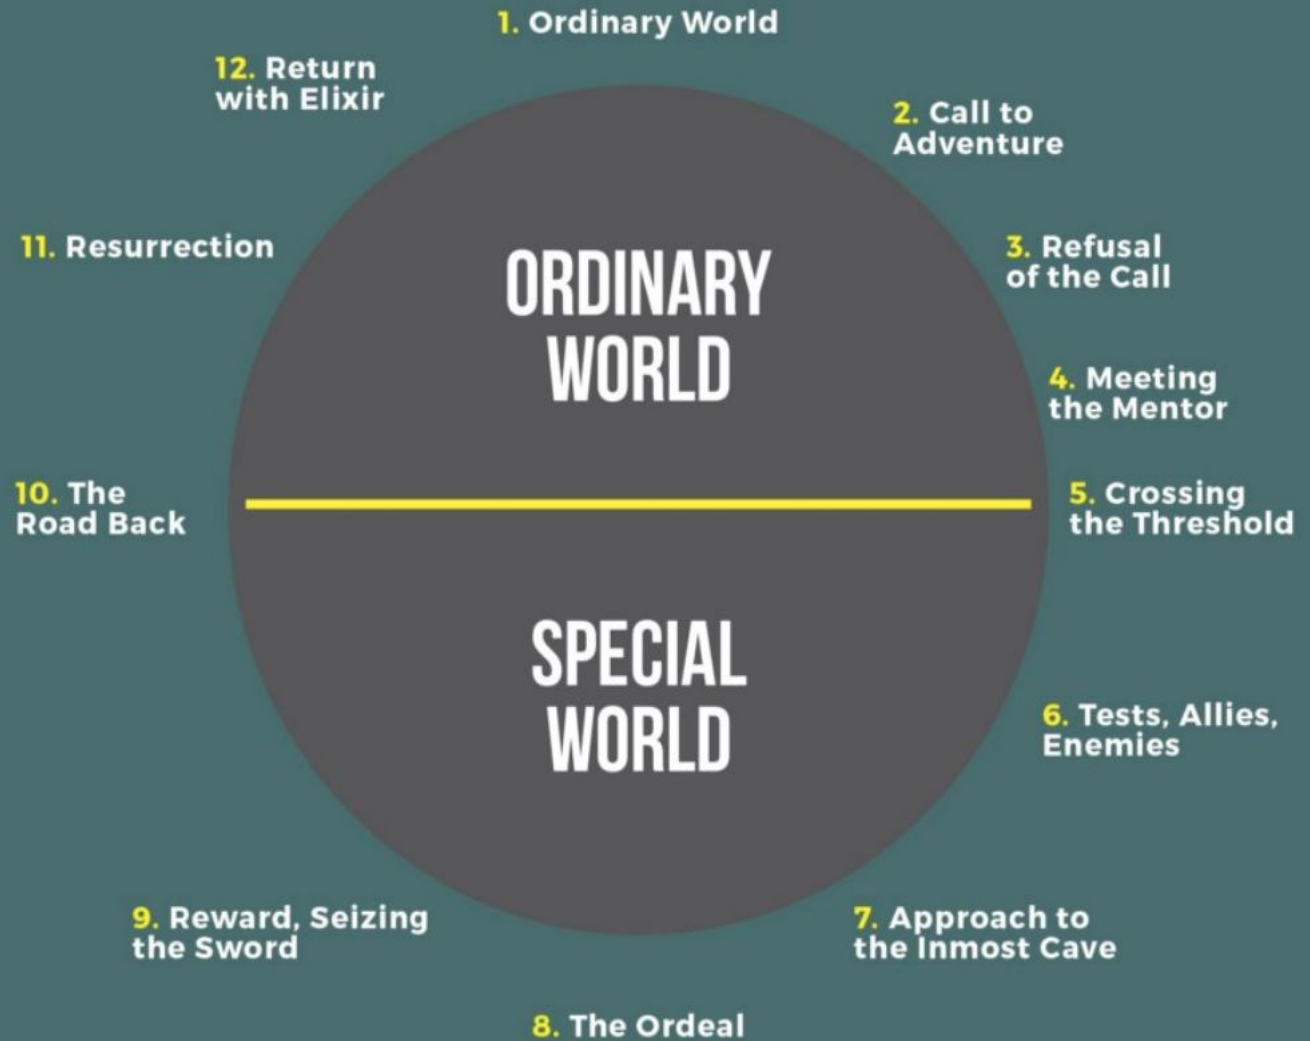 1. Ordinary World
2. Call to
Adventure
3. Refusal
of the Call
4. Meeting
the Mentor
5. Crossing
the Threshold
6. Tests, Allies,
Enemies
7. Approach to
the Inmost Cave
8. The Ordeal
9. Reward, Seizing
the Sword
10. The
Road Back
11. Resurrection
12. Return
with Elixir
ORDINARY
WORLD
SPECIAL
WORLD